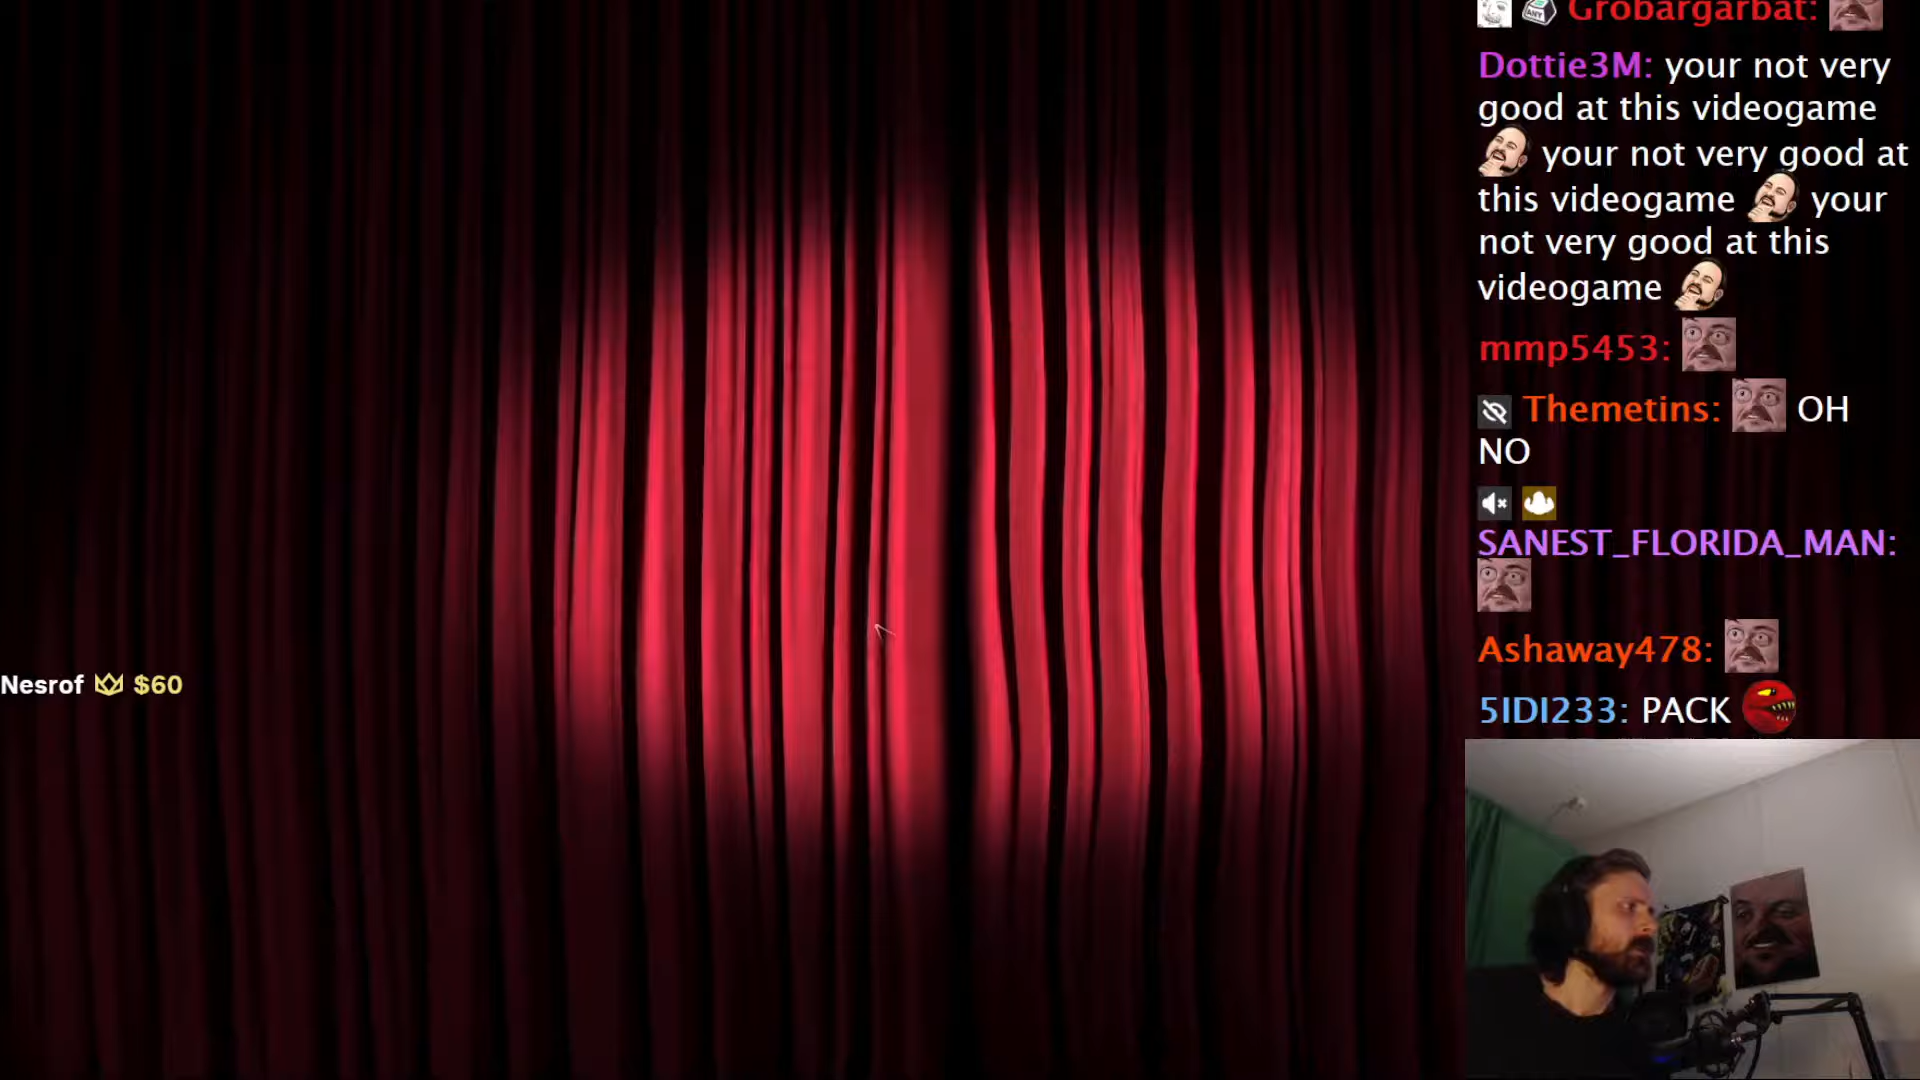 Grobargarbat:
Dottie3M: your not very
good at this videogame
your not very good at
this videogame your
not very good at this
videogame
mmp5453:
Themetins: OH
NO
SANEST_FLORIDA_MAN:
Ashaway478:
5IDI233: PACK
Nesrof $60